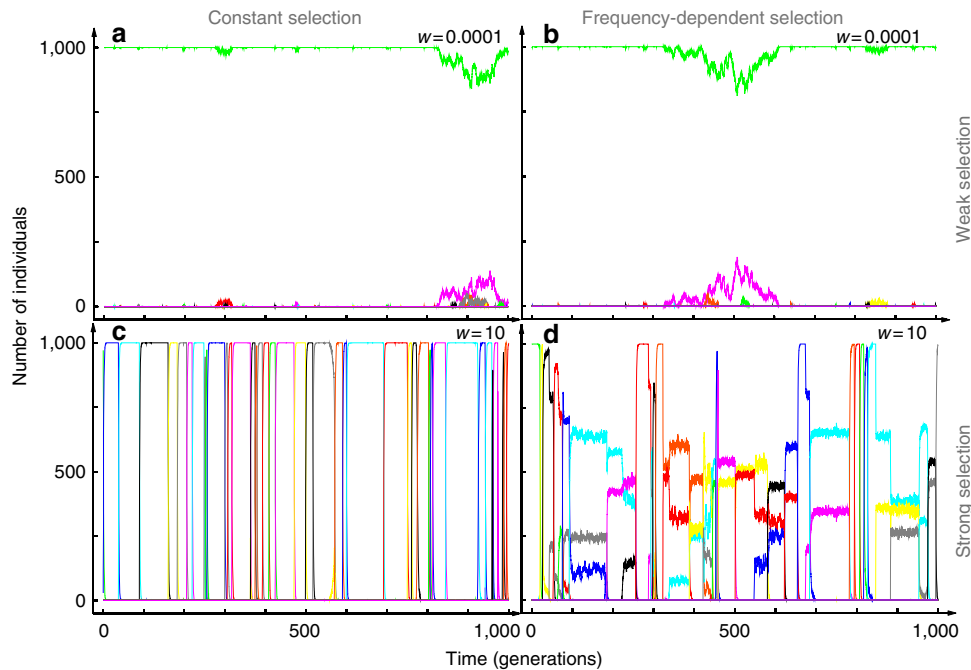 Constant selection
Frequency-dependent selection
a
w=0.0001
b
w=0.0001
1,000
500
0
Number of individuals
Weak selection
c
w=10
d
w=10
1,000
500
0
Strong selection
0
500
1,000
0
500
1,000
Time (generations)